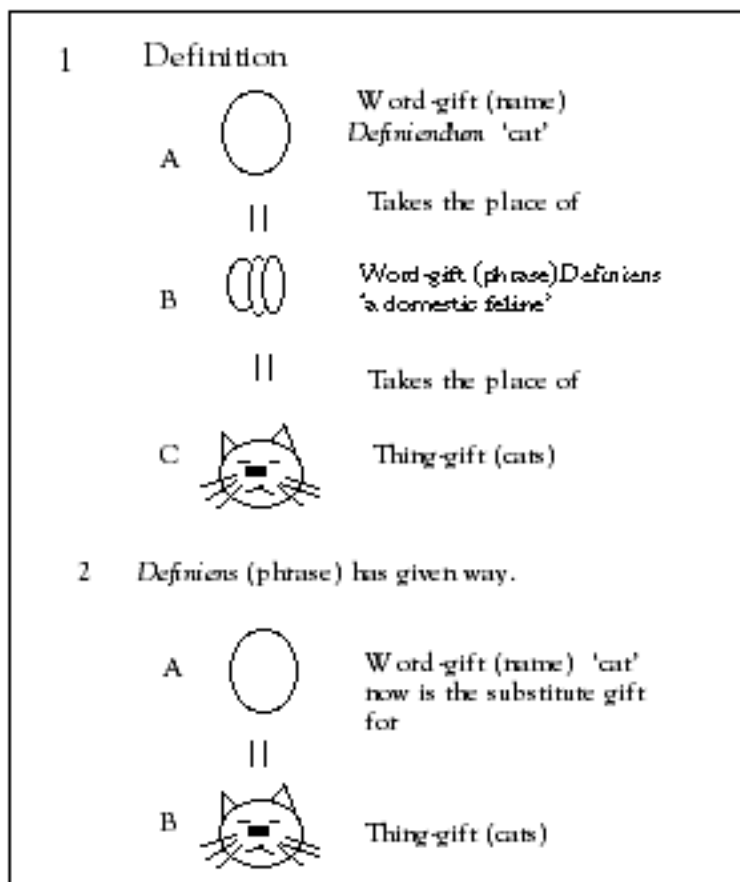 1 Definition
Word-gift (name)
Definiendum 'cat'
A
Takes the place of
Word-gift (phrase) Definiens
B
'a domestic feline'
Takes the place of
C Thing-gift (cats)
2 Definiens (phrase) has given way.
A Word-gift (name) 'cat'
now is the substitute gift
for
B Thing-gift (cats)